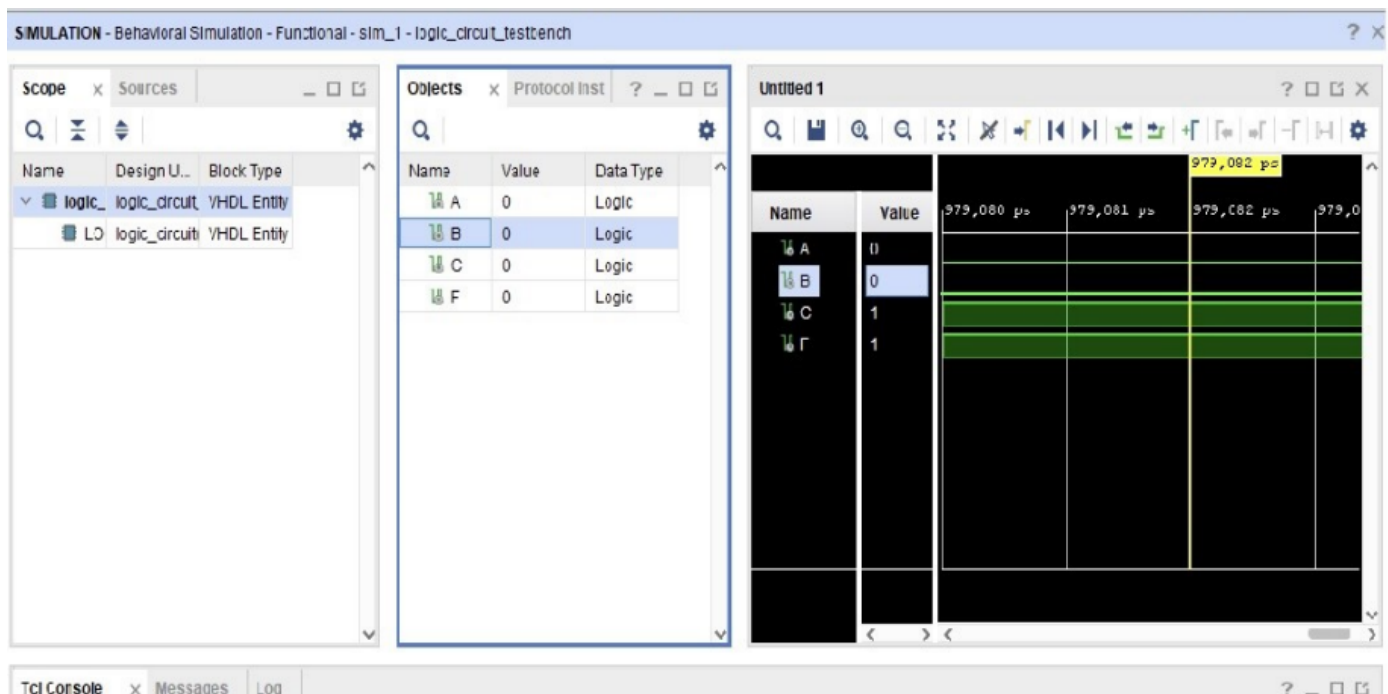 SIMULATION - Behavioral Simulation - Functional - sim_1 - logic_circuit_testbench
Scope Sources
Name Design U... Block Type
logic_ logic_circuit_ VHDL Entity
LO logic_circuit VHDL Entity
Objects Protocol Inst
Name Value Data Type
A 0 Logic
B 0 Logic
C 0 Logic
F 0 Logic
Untitled 1
979,082 ps
Name Value 979,080 ps 979,081 ps 979,082 ps 979,0
A 0
B 0
C 1
F 1
Tcl Console Messages Log